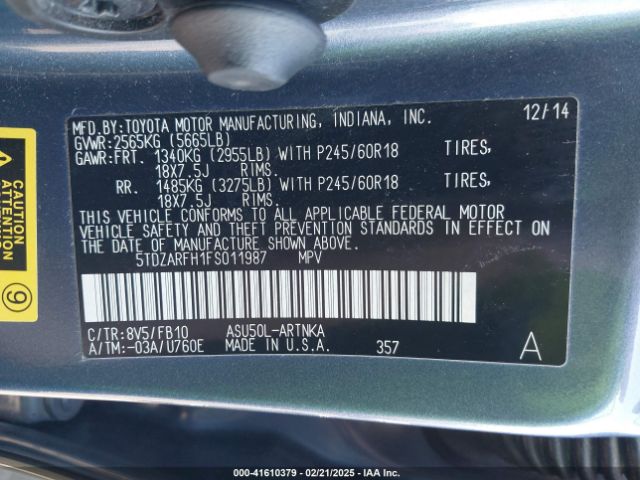 MFD.BY:TOYOTA MOTOR MANUFACTURING, INDIANA, INC. 12/14
GVWR:2565KG (5665LB)
GAWR:FRT. 1340KG (2955LB) WITH P245/60R18 TIRES,
18X7.5J RIMS.
RR. 1485KG (3275LB) WITH P245/60R18 TIRES,
18X7.5J RIMS.
THIS VEHICLE CONFORMS TO ALL APPLICABLE FEDERAL MOTOR
VEHICLE SAFETY AND THEFT PREVENTION STANDARDS IN EFFECT ON
THE DATE OF MANUFACTURE SHOWN ABOVE.
5TDZARFH1FS011987 MPV
C/TR:8V5/FB10 ASU50L-ARTNKA
A/TM:-03A/U760E MADE IN U.S.A. 357 A
9
000-41610379 - 02/21/2025 - IAA Inc.